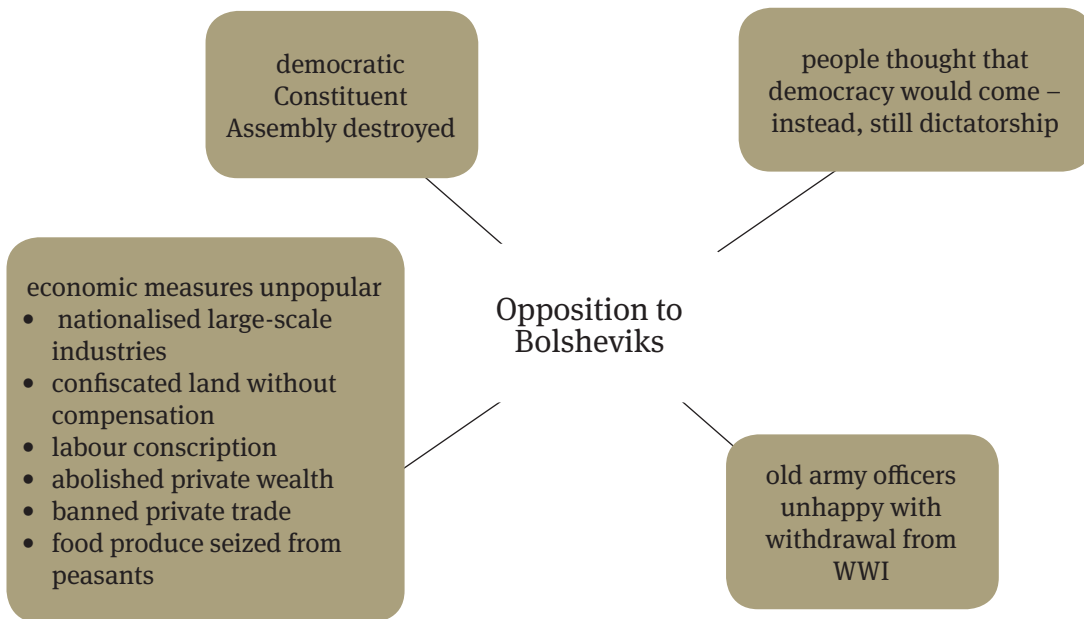 democratic
Constituent
Assembly destroyed
people thought that
democracy would come –
instead, still dictatorship
economic measures unpopular
• nationalised large-scale
industries
• confiscated land without
compensation
• labour conscription
• abolished private wealth
• banned private trade
• food produce seized from
peasants
Opposition to
Bolsheviks
old army officers
unhappy with
withdrawal from
WWI